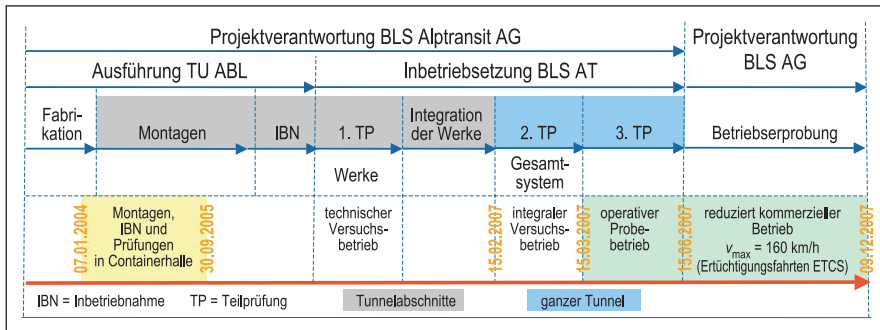 Projektverantwortung BLS Alptransit AG
Projektverantwortung
BLS AG
Ausführung TU ABL
Inbetriebsetzung BLS AT
Fabri-
kation
Montagen
IBN
1. TP
Integration
der Werke
2. TP
3. TP
Betriebserprobung
Werke
Gesamt-
system
07.01.2004
Montagen,
IBN und
Prüfungen
in Containerhalle
30.09.2005
technischer
Versuchs-
betrieb
15.02.2007
integraler
Versuchs-
betrieb
15.03.2007
operativer
Probe-
betrieb
15.06.2007
reduziert kommerzieller
Betrieb
vmax = 160 km/h
(Ertüchtigungsfahrten ETCS)
09.12.2007
IBN = Inbetriebnahme
TP = Teilprüfung
Tunnelabschnitte
ganzer Tunnel